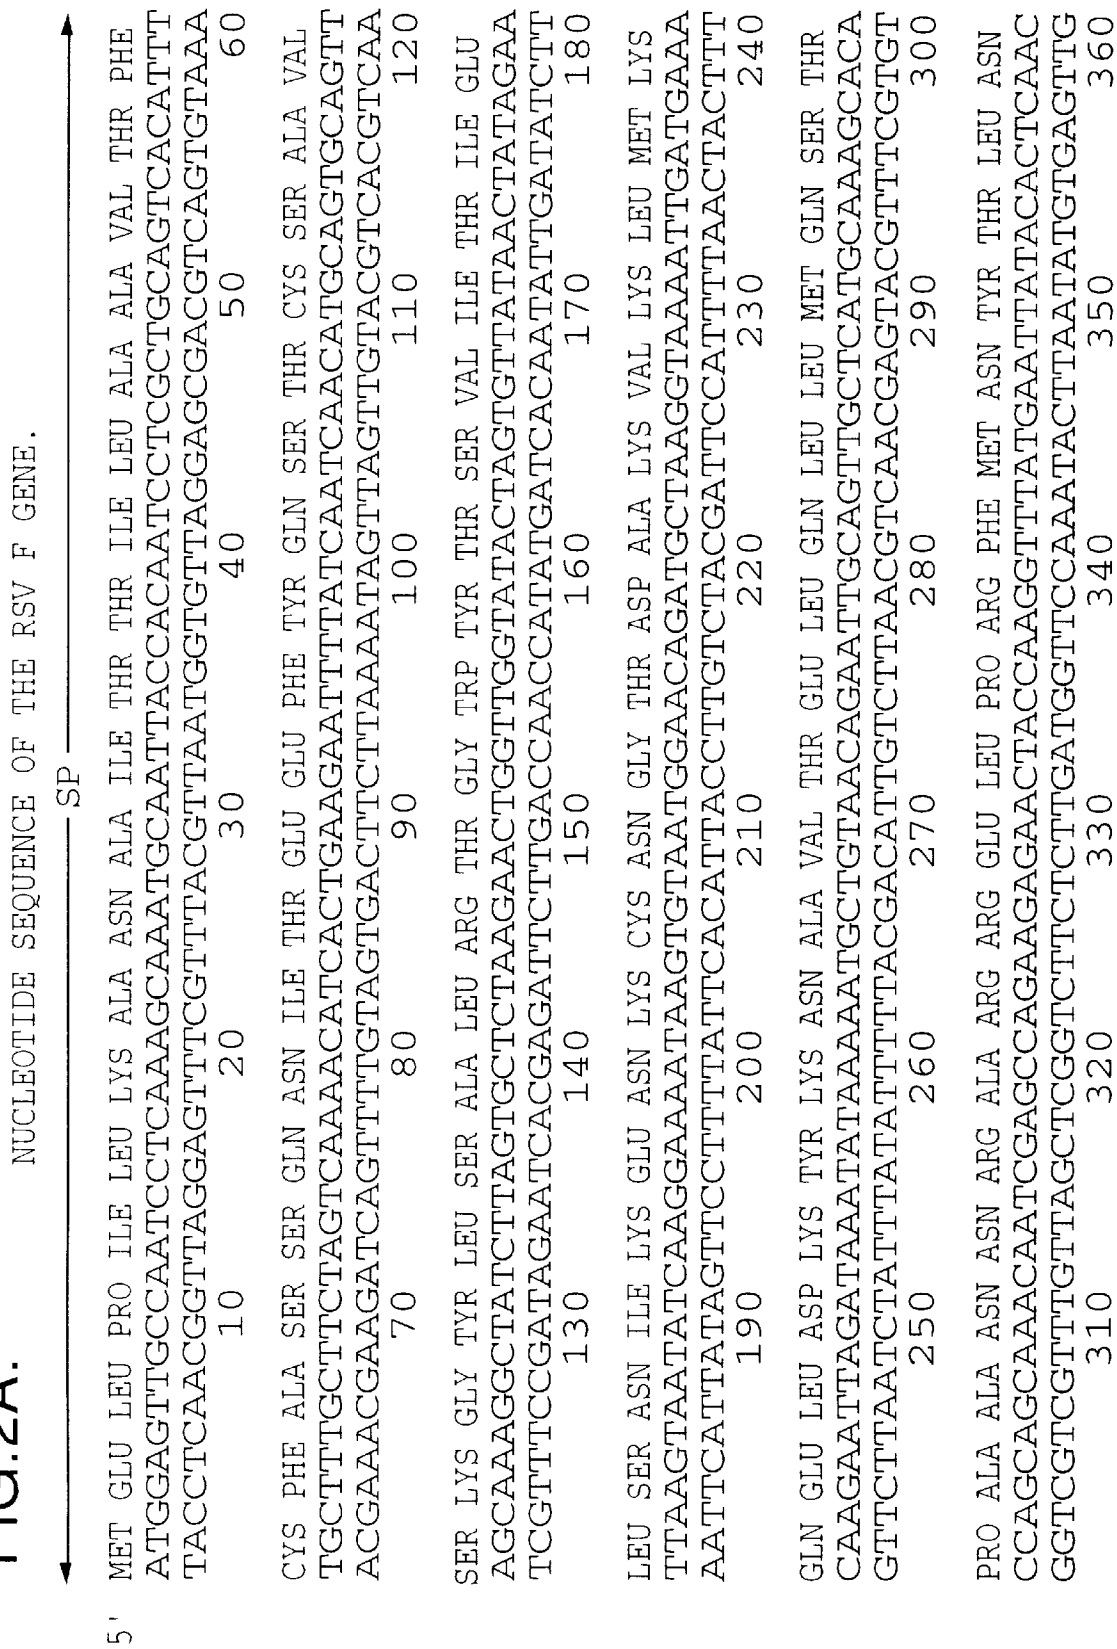 FIG.2A.
NUCLEOTIDE SEQUENCE OF THE RSV F GENE.
SP
5' MET GLU LEU PRO ILE LEU LYS ALA ASN ALA ILE THR THR ILE LEU ALA ALA VAL THR PHE
ATGGAGTTGCCAATCCTCAAAGCAAATGCAATTACCACAATCCTCGCTGCAGTCACATTT
TACCTCAACGGTTAGGAGTTTCGTTTACGTTAATGGTGTTAGGAGCGACGTCAGTGTAAA
10 20 30 40 50 60
CYS PHE ALA SER SER GLN ASN ILE THR GLU GLU PHE TYR GLN SER THR CYS SER ALA VAL
TGCTTTGCTTCTAGTCAAAACATCACTGAAGAATTTTATCAATCAACATGCAGTGCAGTT
ACGAAACGAAGATCAGTTTTGTAGTGACTTCTTAAAATAGTTAGTTGTACGTCACGTCAA
70 80 90 100 110 120
SER LYS GLY TYR LEU SER ALA LEU ARG THR GLY TRP TYR THR SER VAL ILE THR ILE GLU
AGCAAAGGCTATCTTAGTGCTCTAAGAACTGGTTGGTATACTAGTGTTATAACTATAGAA
TCGTTTCCGATAGAATCACGAGATTCTTGACCAACCATATGATCACAATATTGATATCTT
130 140 150 160 170 180
LEU SER ASN ILE LYS GLU ASN LYS CYS ASN GLY THR ASP ALA LYS VAL LYS LEU MET LYS
TTAAGTAATATCAAGGAAAATAAGTGTAATGGAACAGATGCTAAGGTAAAATTGATGAAA
AATTCATTATAGTTCCTTTTATTCACATTACCTTGTCTACGATTCCATTTTAACTACTTT
190 200 210 220 230 240
GLN GLU LEU ASP LYS TYR LYS ASN ALA VAL THR GLU LEU GLN LEU LEU MET GLN SER THR
CAAGAATTAGATAAATATAAAAATGCTGTAACAGAATTGCAGTTGCTCATGCAAAGCACA
GTTCTTAATCTATTTATATTTTTACGACATTGTCTTAACGTCAACGAGTACGTTTCGTGT
250 260 270 280 290 300
PRO ALA ALA ASN ASN ARG ALA ARG ARG GLU LEU PRO ARG PHE MET ASN TYR THR LEU ASN
CCAGCAGCAAACAATCGAGCCAGAAGAGAACTACCAAGGTTTATGAATTATACACTCAAC
GGTCGTCGTTTGTTAGCTCGGTCTTCTCTTGATGGTTCCAAATACTTAATATGTGAGTTG
310 320 330 340 350 360